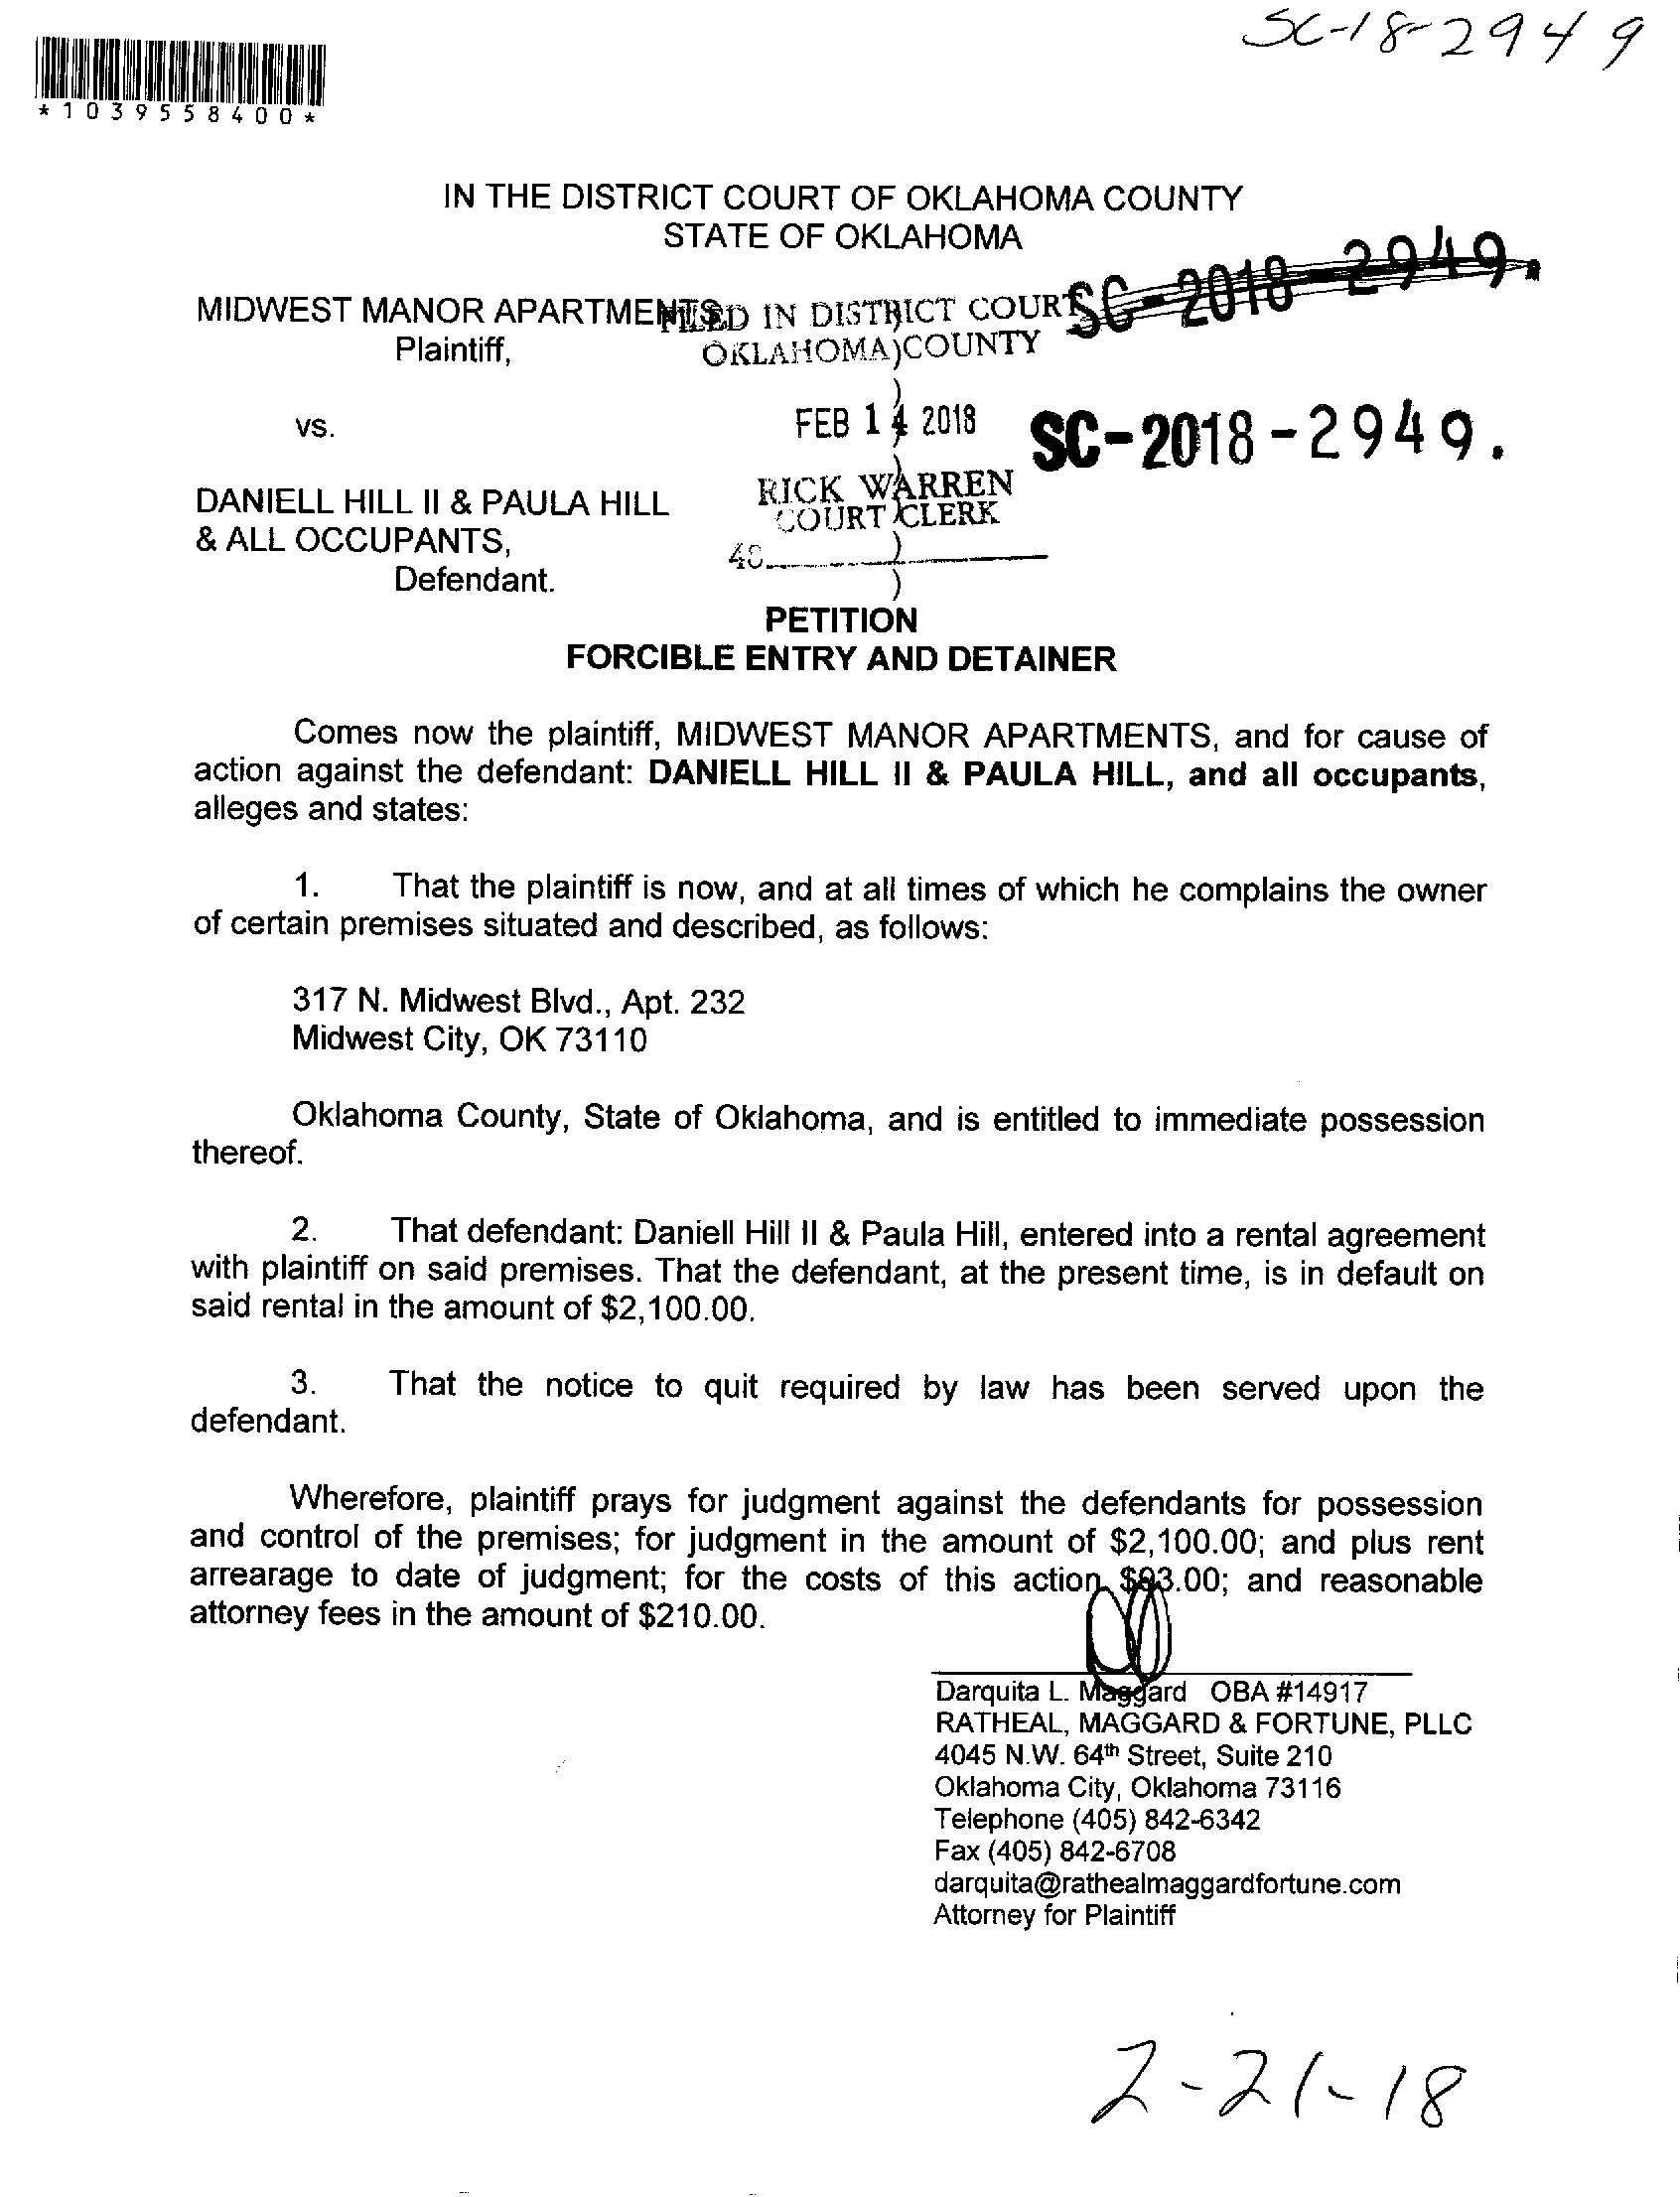 SC-18-2949
*1039558400*
IN THE DISTRICT COURT OF OKLAHOMA COUNTY
STATE OF OKLAHOMA
SC-2018-2949.
MIDWEST MANOR APARTMENTS,
FILED IN DISTRICT COURT
Plaintiff, )
OKLAHOMA COUNTY
)
vs. )
FEB 14 2018
SC-2018-2949.
)
DANIELL HILL II & PAULA HILL
RICK WARREN
& ALL OCCUPANTS, )
COURT CLERK
Defendant. )
PETITION
FORCIBLE ENTRY AND DETAINER
Comes now the plaintiff, MIDWEST MANOR APARTMENTS, and for cause of
action against the defendant: DANIELL HILL II & PAULA HILL, and all occupants,
alleges and states:
1. That the plaintiff is now, and at all times of which he complains the owner
of certain premises situated and described, as follows:
317 N. Midwest Blvd., Apt. 232
Midwest City, OK 73110
Oklahoma County, State of Oklahoma, and is entitled to immediate possession
thereof.
2. That defendant: Daniell Hill II & Paula Hill, entered into a rental agreement
with plaintiff on said premises. That the defendant, at the present time, is in default on
said rental in the amount of $2,100.00.
3. That the notice to quit required by law has been served upon the
defendant.
Wherefore, plaintiff prays for judgment against the defendants for possession
and control of the premises; for judgment in the amount of $2,100.00; and plus rent
arrearage to date of judgment; for the costs of this action, and reasonable
attorney fees in the amount of $210.00.
Darquita L. Maggard OBA #14917
RATHEAL, MAGGARD & FORTUNE, PLLC
4045 N.W. 64th Street, Suite 210
Oklahoma City, Oklahoma 73116
Telephone (405) 842-6342
Fax (405) 842-6708
darquita@rathealmaggardfortune.com
Attorney for Plaintiff
2-21-18